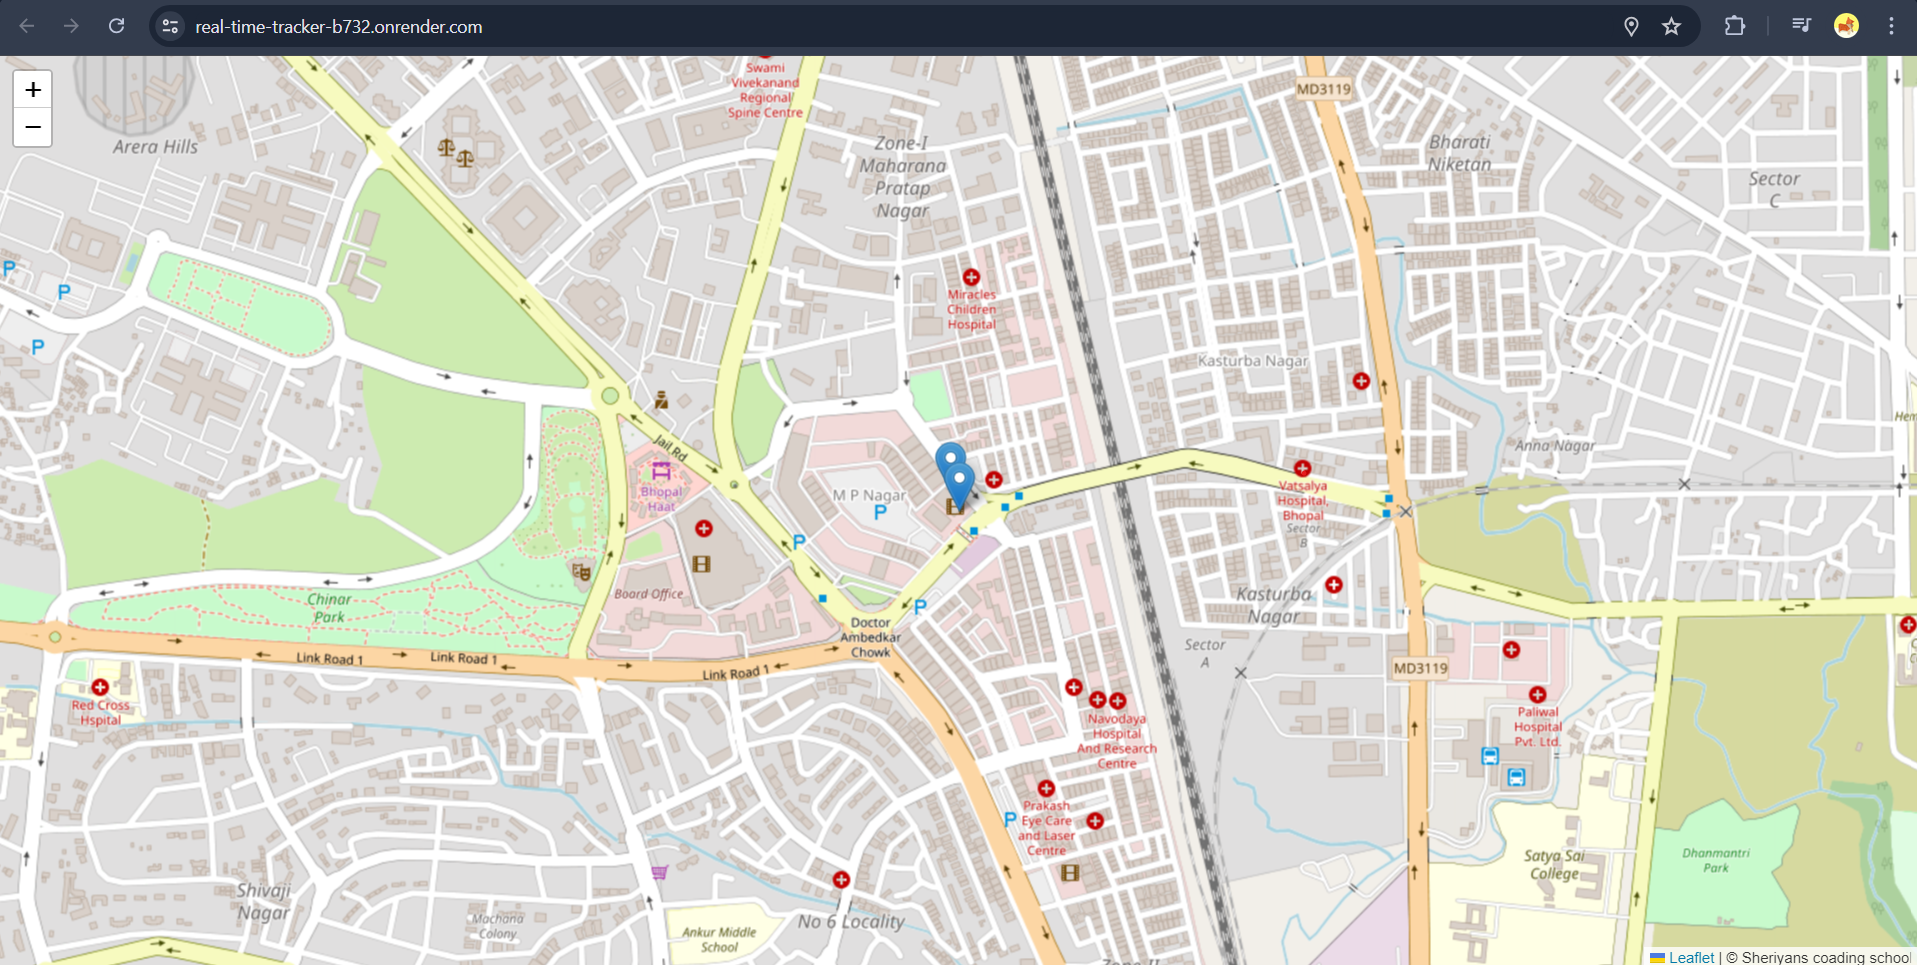 real-time-tracker-b732.onrender.com
+
−
Swami
Vivekanand
Regional
Spine Centre
MD3119
Arera Hills
Zone-I
Maharana
Pratap
Nagar
Bharati
Niketan
Sector
C
P
P
P
Miracles
Children
Hospital
Kasturba Nagar
Jail Rd
Anna Nagar
Bhopal
Haat
M P Nagar
P
Vatsalya
Hospital,
Bhopal
Sector
B
P
Chinar
Park
Board Office
P
Kasturba
Nagar
Doctor
Ambedkar
Chowk
Sector
A
Link Road 1
Link Road 1
Link Road 1
MD3119
Red Cross
Hspital
Navodaya
Hospital
And Research
Centre
Paliwal
Hospital
Pvt. Ltd.
P
Prakash
Eye Care
and Laser
Centre
Satya Sai
College
Dhanmantri
Park
Shivaji
Nagar
Machana
Colony
No 6 Locality
Ankur Middle
School
Zone-II
Leaflet | © Sheriyans coading school